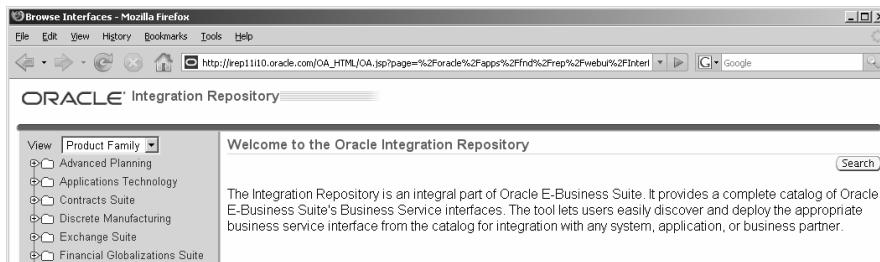 Browse Interfaces - Mozilla Firefox
File Edit View History Bookmarks Tools Help
http://irep11i10.oracle.com/OA_HTML/OA.jsp?page=%2Foracle%2Fapps%2Ffnd%2Frep%2Fwebui%2FInterl G Google
ORACLE Integration Repository
View Product Family
Advanced Planning
Applications Technology
Contracts Suite
Discrete Manufacturing
Exchange Suite
Financial Globalizations Suite
Welcome to the Oracle Integration Repository
Search
The Integration Repository is an integral part of Oracle E-Business Suite. It provides a complete catalog of Oracle
E-Business Suite's Business Service interfaces. The tool lets users easily discover and deploy the appropriate
business service interface from the catalog for integration with any system, application, or business partner.